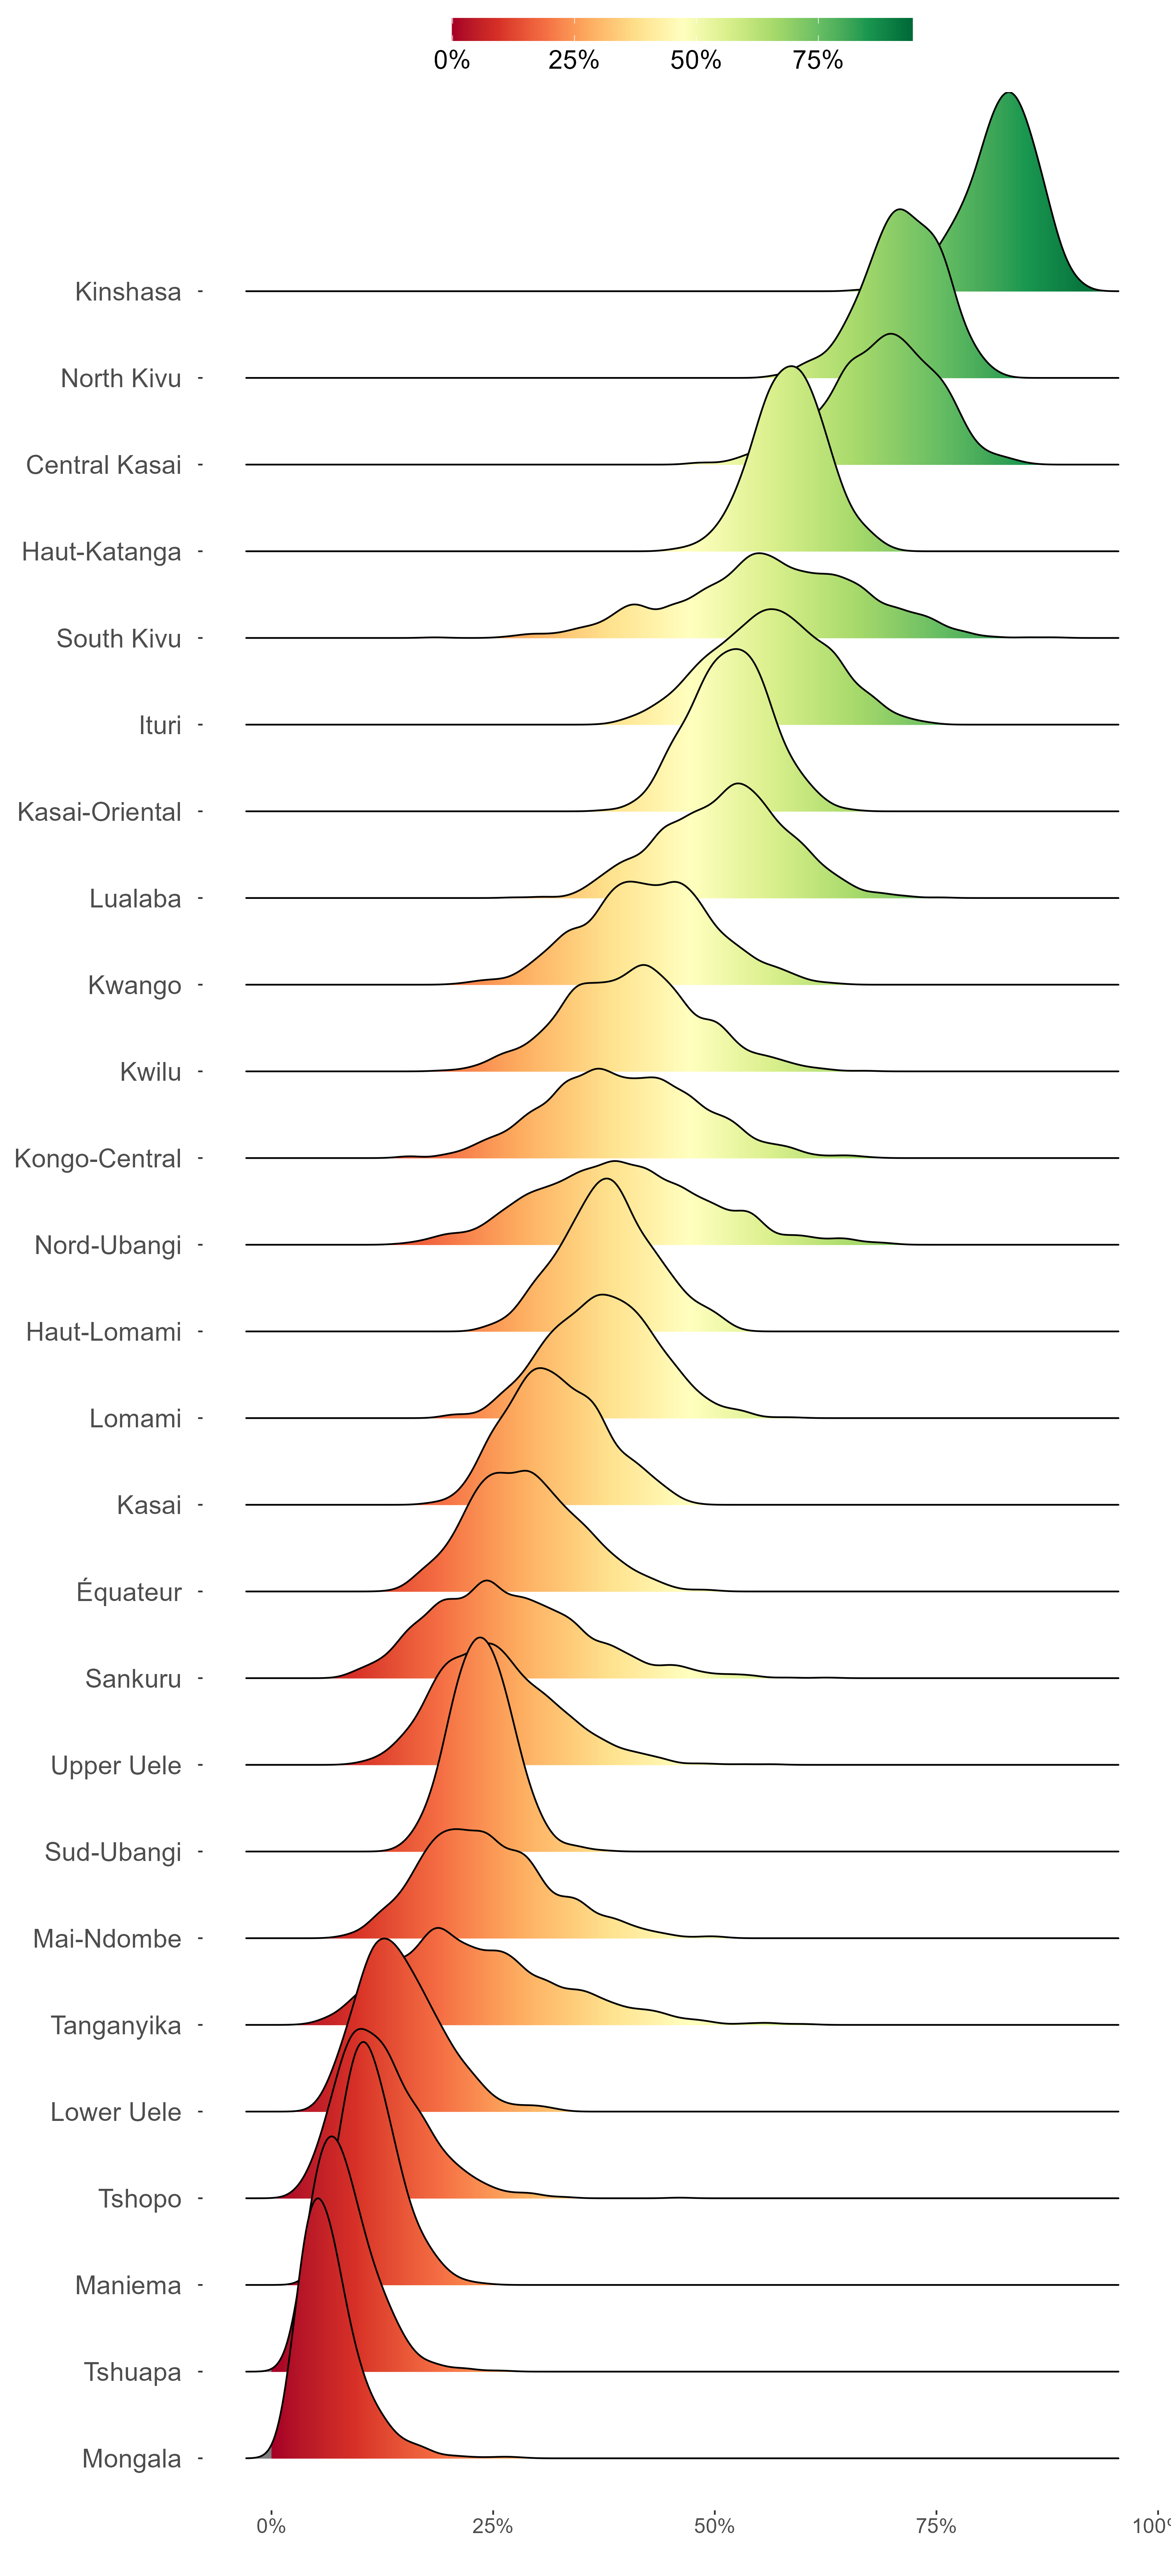 0% 25% 50% 75%
Kinshasa
North Kivu
Central Kasai
Haut-Katanga
South Kivu
Ituri
Kasai-Oriental
Lualaba
Kwango
Kwilu
Kongo-Central
Nord-Ubangi
Haut-Lomami
Lomami
Kasai
Équateur
Sankuru
Upper Uele
Sud-Ubangi
Mai-Ndombe
Tanganyika
Lower Uele
Tshopo
Maniema
Tshuapa
Mongala
0% 25% 50% 75% 100%